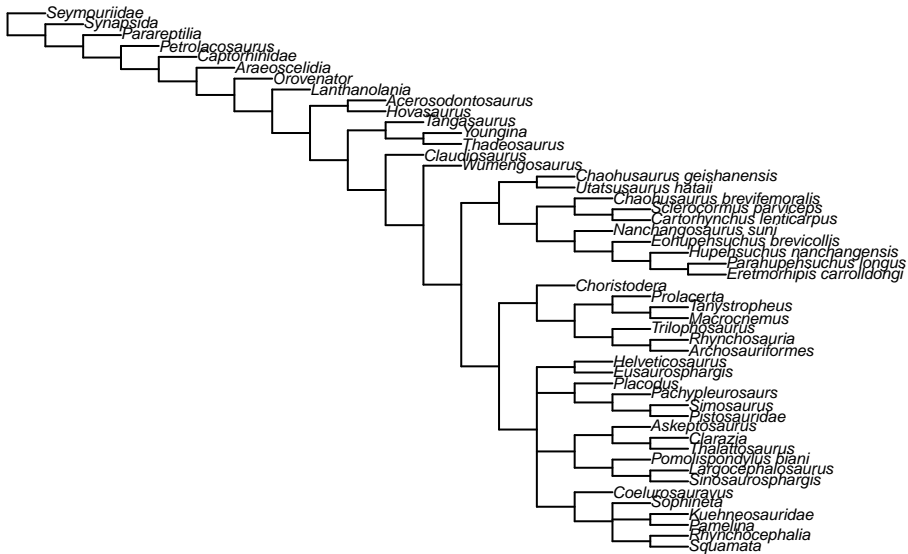 Seymouriidae
Synapsida
Parareptilia
Petrolacosaurus
Captorhinidae
Araeoscelidia
Orovenator
Lanthanolania
Acerosodontosaurus
Hovasaurus
Tangasaurus
Youngina
Thadeosaurus
Claudiosaurus
Wumengosaurus
Chaohusaurus geishanensis
Utatsusaurus hataii
Chaohusaurus brevifemoralis
Sclerocormus parviceps
Cartorhynchus lenticarpus
Nanchangosaurus suni
Eohupehsuchus brevicollis
Hupehsuchus nanchangensis
Parahupehsuchus longus
Eretmorhipis carrolldongi
Choristodera
Prolacerta
Tanystropheus
Macrocnemus
Trilophosaurus
Rhynchosauria
Archosauriformes
Helveticosaurus
Eusaurosphargis
Placodus
Pachypleurosaurs
Simosaurus
Pistosauridae
Askeptosaurus
Clarazia
Thalattosaurus
Pomolispondylus biani
Largocephalosaurus
Sinosaurosphargis
Coelurosauravus
Sophineta
Kuehneosauridae
Pamelina
Rhynchocephalia
Squamata